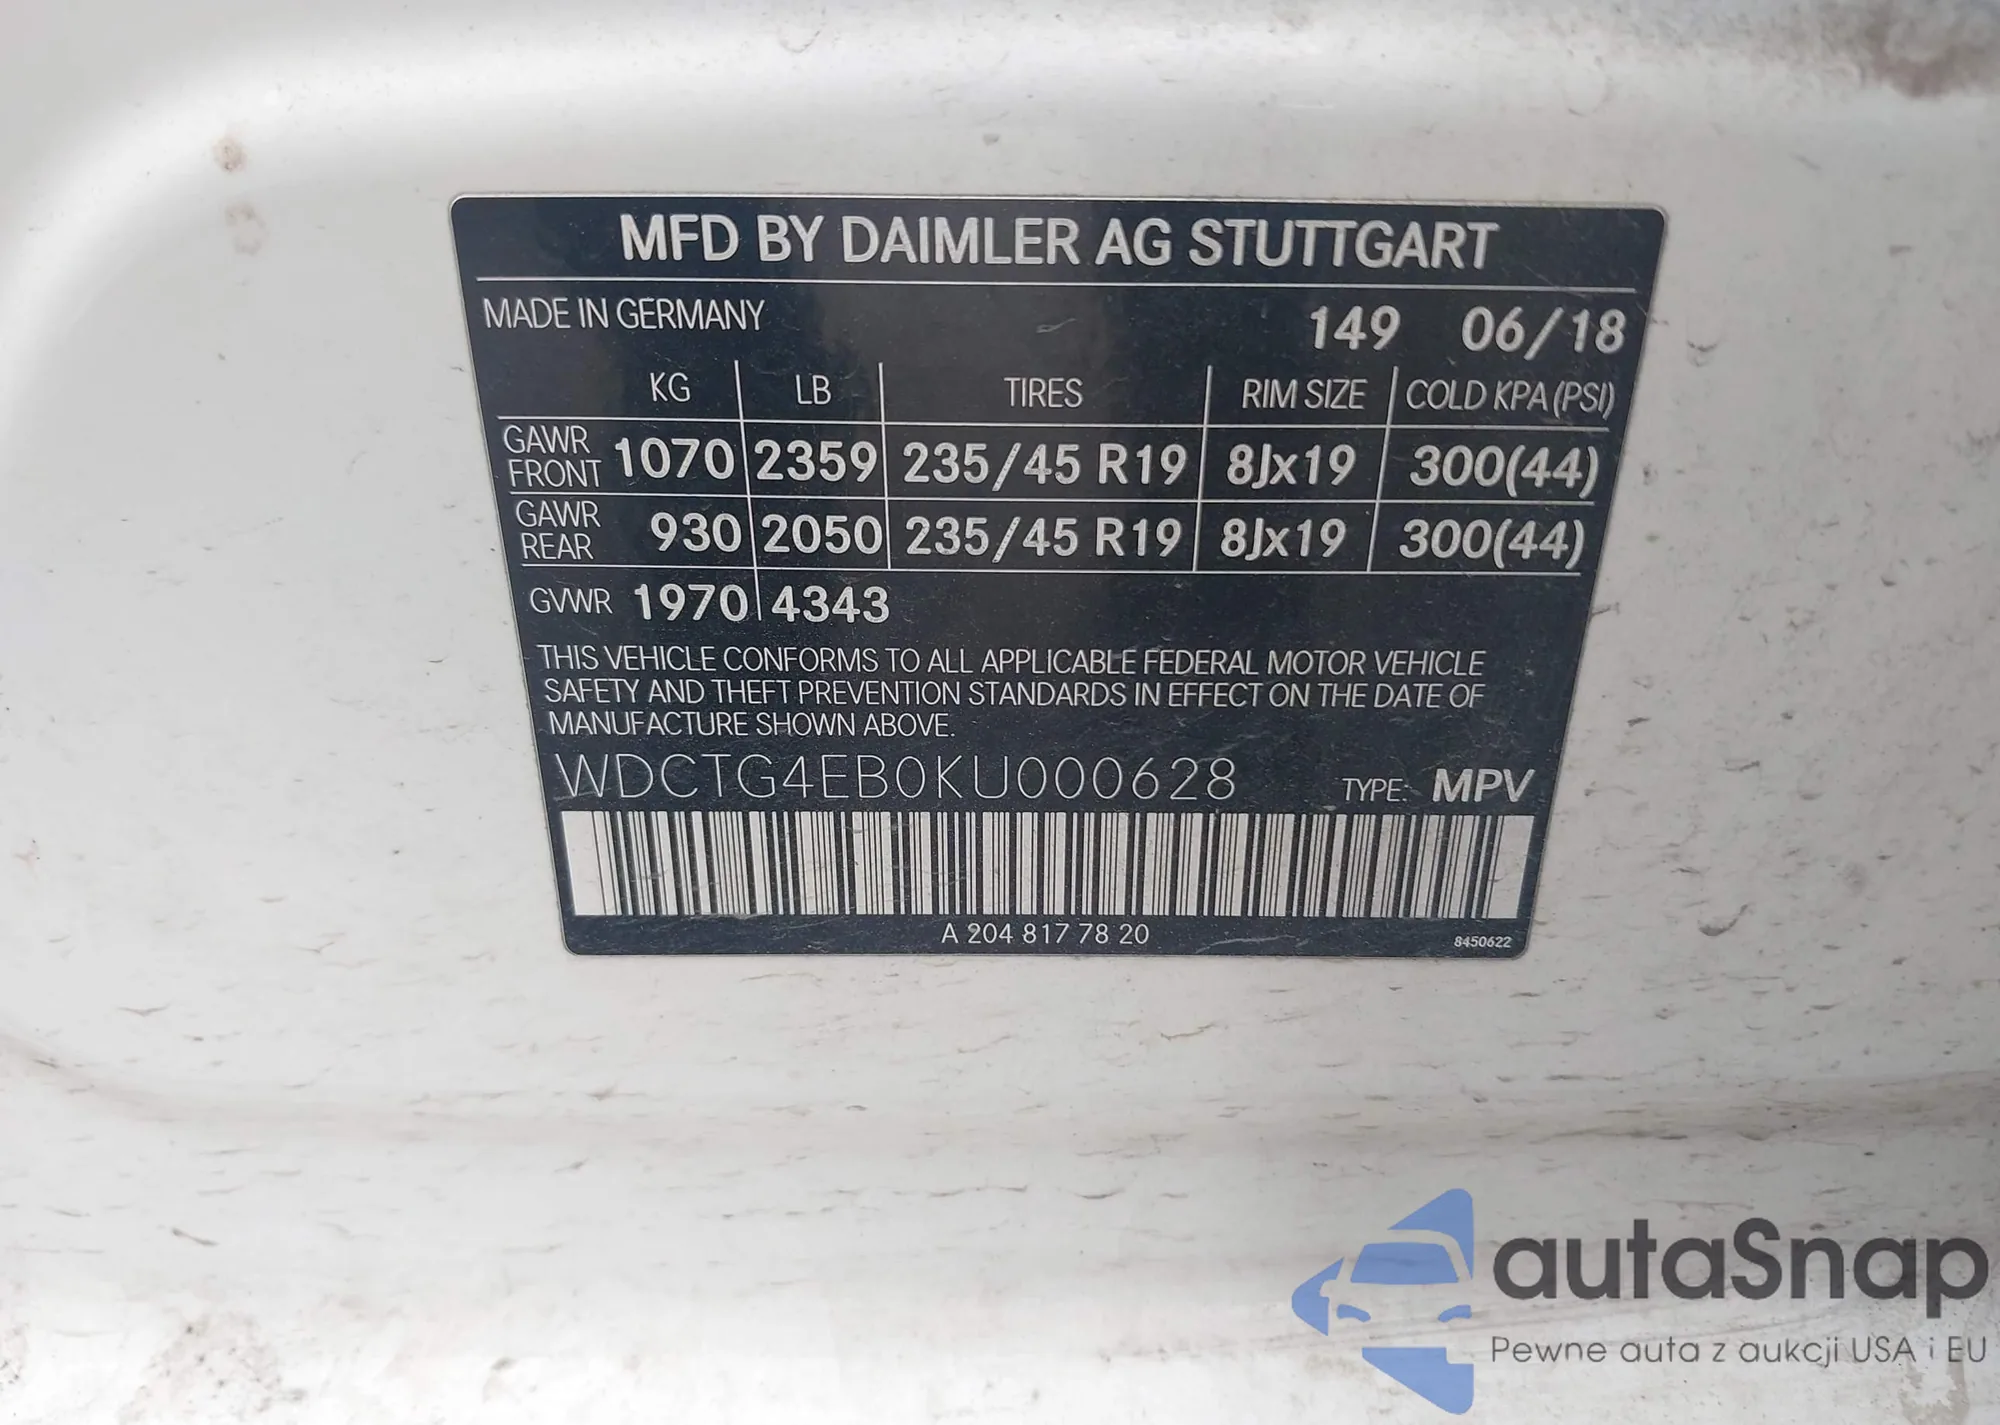 MFD BY DAIMLER AG STUTTGART
MADE IN GERMANY 149 06/18
KG LB TIRES RIM SIZE COLD KPA (PSI)
GAWR FRONT 1070 2359 235/45 R19 8Jx19 300(44)
GAWR REAR 930 2050 235/45 R19 8Jx19 300(44)
GVWR 1970 4343
THIS VEHICLE CONFORMS TO ALL APPLICABLE FEDERAL MOTOR VEHICLE
SAFETY AND THEFT PREVENTION STANDARDS IN EFFECT ON THE DATE OF
MANUFACTURE SHOWN ABOVE.
WDCTG4EB0KU000628 TYPE: MPV
A 204 817 78 20 8450622
autaSnap
Pewne auta z aukcji USA i EU